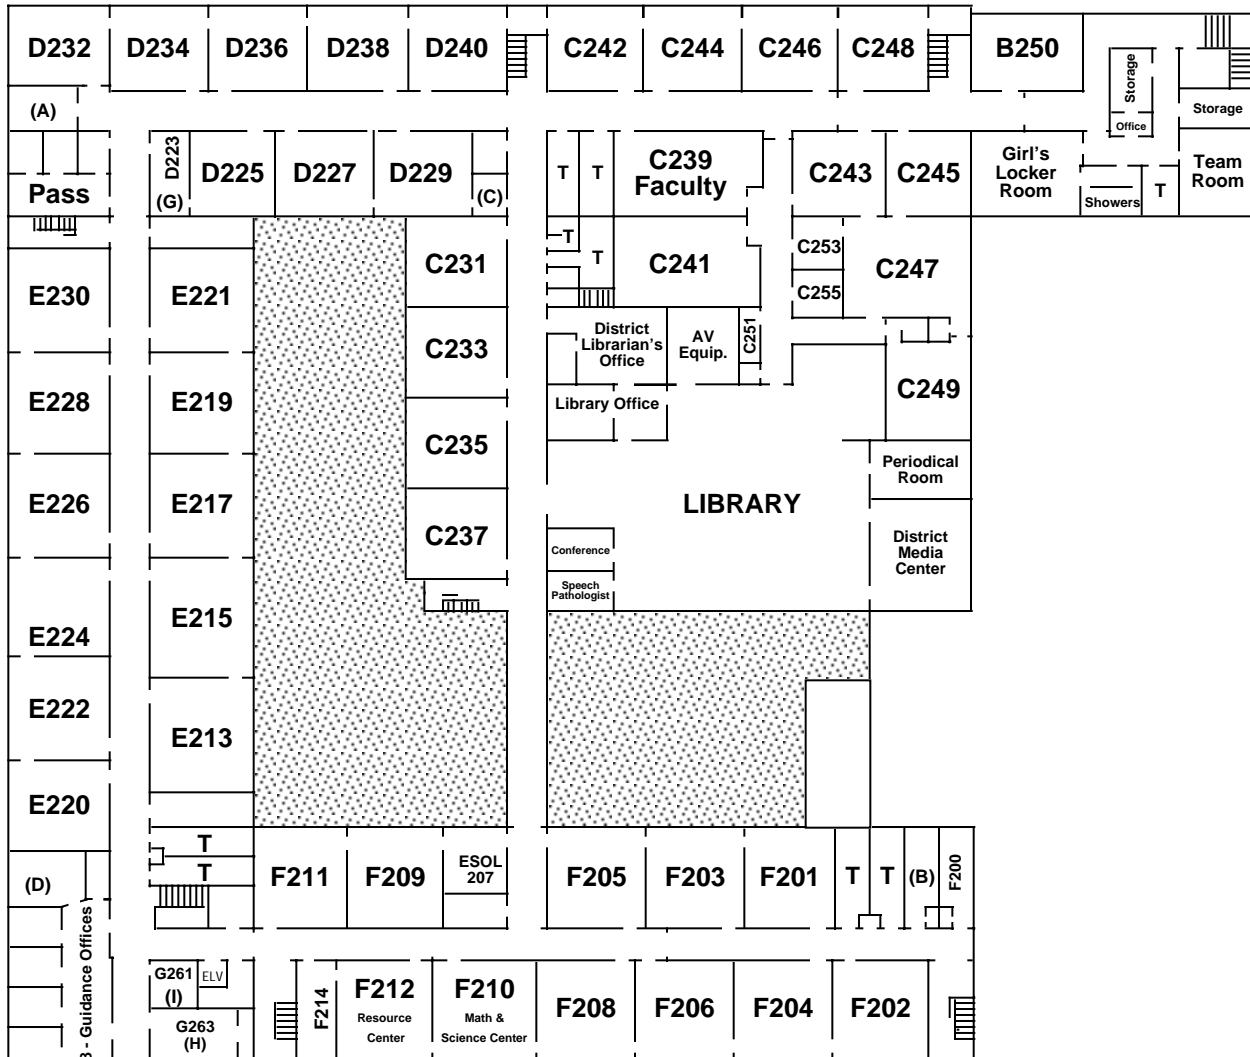 D232
D234
D236
D238
D240
C242
C244
C246
C248
B250
Storage
Storage
Office
(A)
Pass
D223
(G)
D225
D227
D229
(C)
T
T
C239
Faculty
C243
C245
Girl's
Locker
Room
Showers
T
Team
Room
E230
E221
C231
T
T
C241
C253
C255
C247
E228
E219
C233
District
Librarian's
Office
AV
Equip.
C251
Library Office
C249
E226
E217
C235
C237
LIBRARY
Periodical
Room
District
Media
Center
Conference
Speech
Pathologist
E224
E215
E222
E213
E220
T
T
(D)
F211
F209
ESOL
207
F205
F203
F201
T
T
(B)
F200
- Guidance Offices
G261
(I)
ELV
G263
(H)
F214
F212
Resource
Center
F210
Math &
Science Center
F208
F206
F204
F202